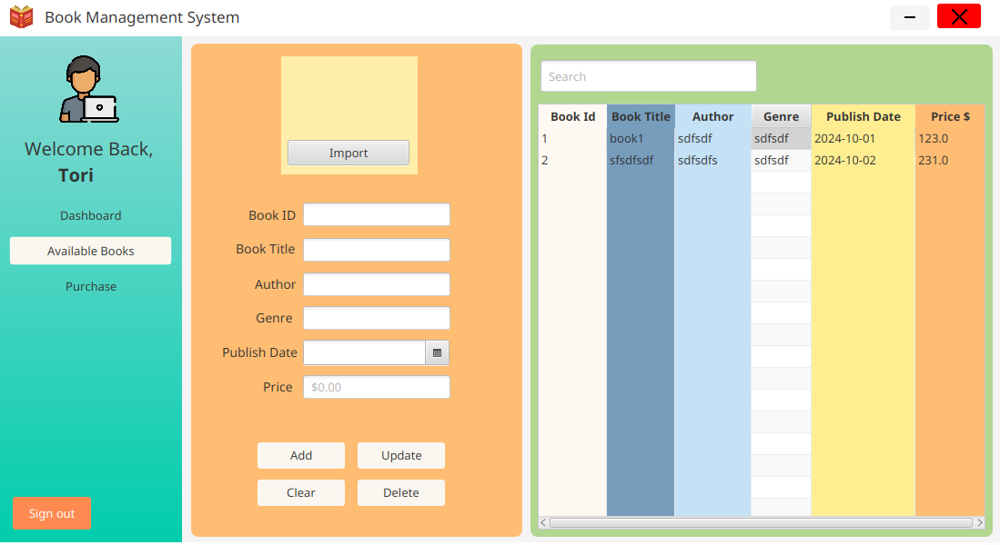 Book Management System
Welcome Back,
Tori
Dashboard
Available Books
Purchase
Sign out
Import
Book ID
Book Title
Author
Genre
Publish Date
Price $0.00
Add Update
Clear Delete
Search
Book Id Book Title Author Genre Publish Date Price $
1 book1 sdfsdf sdfsdf 2024-10-01 123.0
2 sfsdfsdf sdfsdfs sdfsdf 2024-10-02 231.0